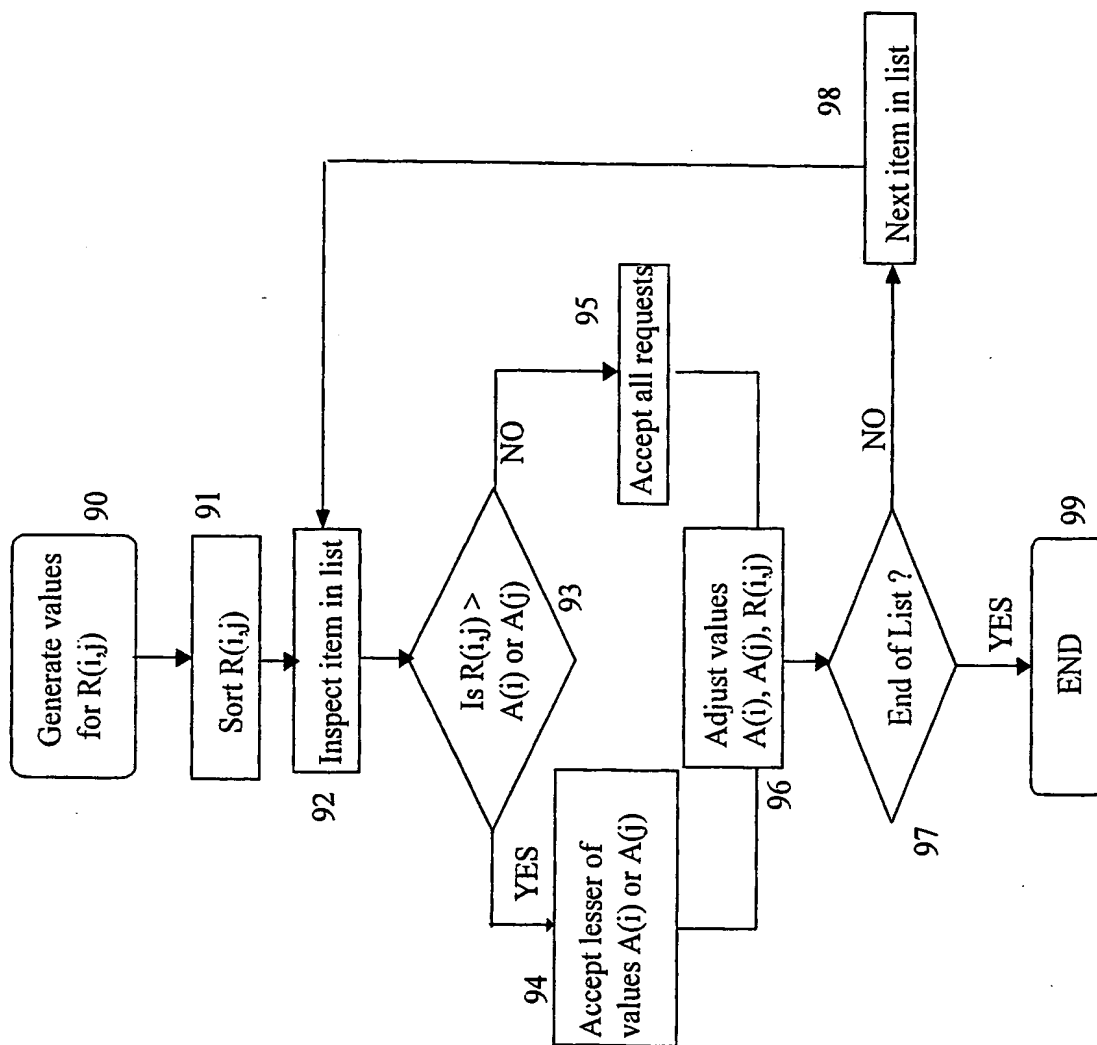 90
Generate values
for R(i,j)
91
Sort R(i,j)
92
Inspect item in list
Is R(i,j) >
A(i) or A(j)
93
YES
NO
94
Accept lesser of
values A(i) or A(j)
95
Accept all requests
96
Adjust values
A(i), A(j), R(i,j)
97
End of List ?
NO
98
Next item in list
YES
99
END